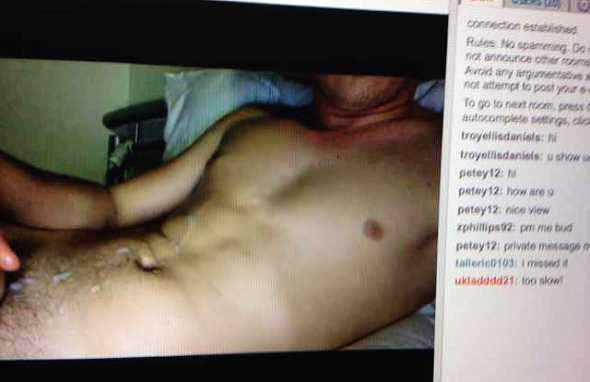 connection established
Rules: No spamming. Do
not announce other rooms
Avoid any argumentative
not attempt to post your
To go to next room, press
autocomplete settings,
troyellisdaniels: hi
troyellisdaniels: u show
petey12: hi
petey12: how are u
petey12: nice view
zphillips92: pm me bud
petey12: private message
talleric0103: i missed it
ukladddd21: too slow!